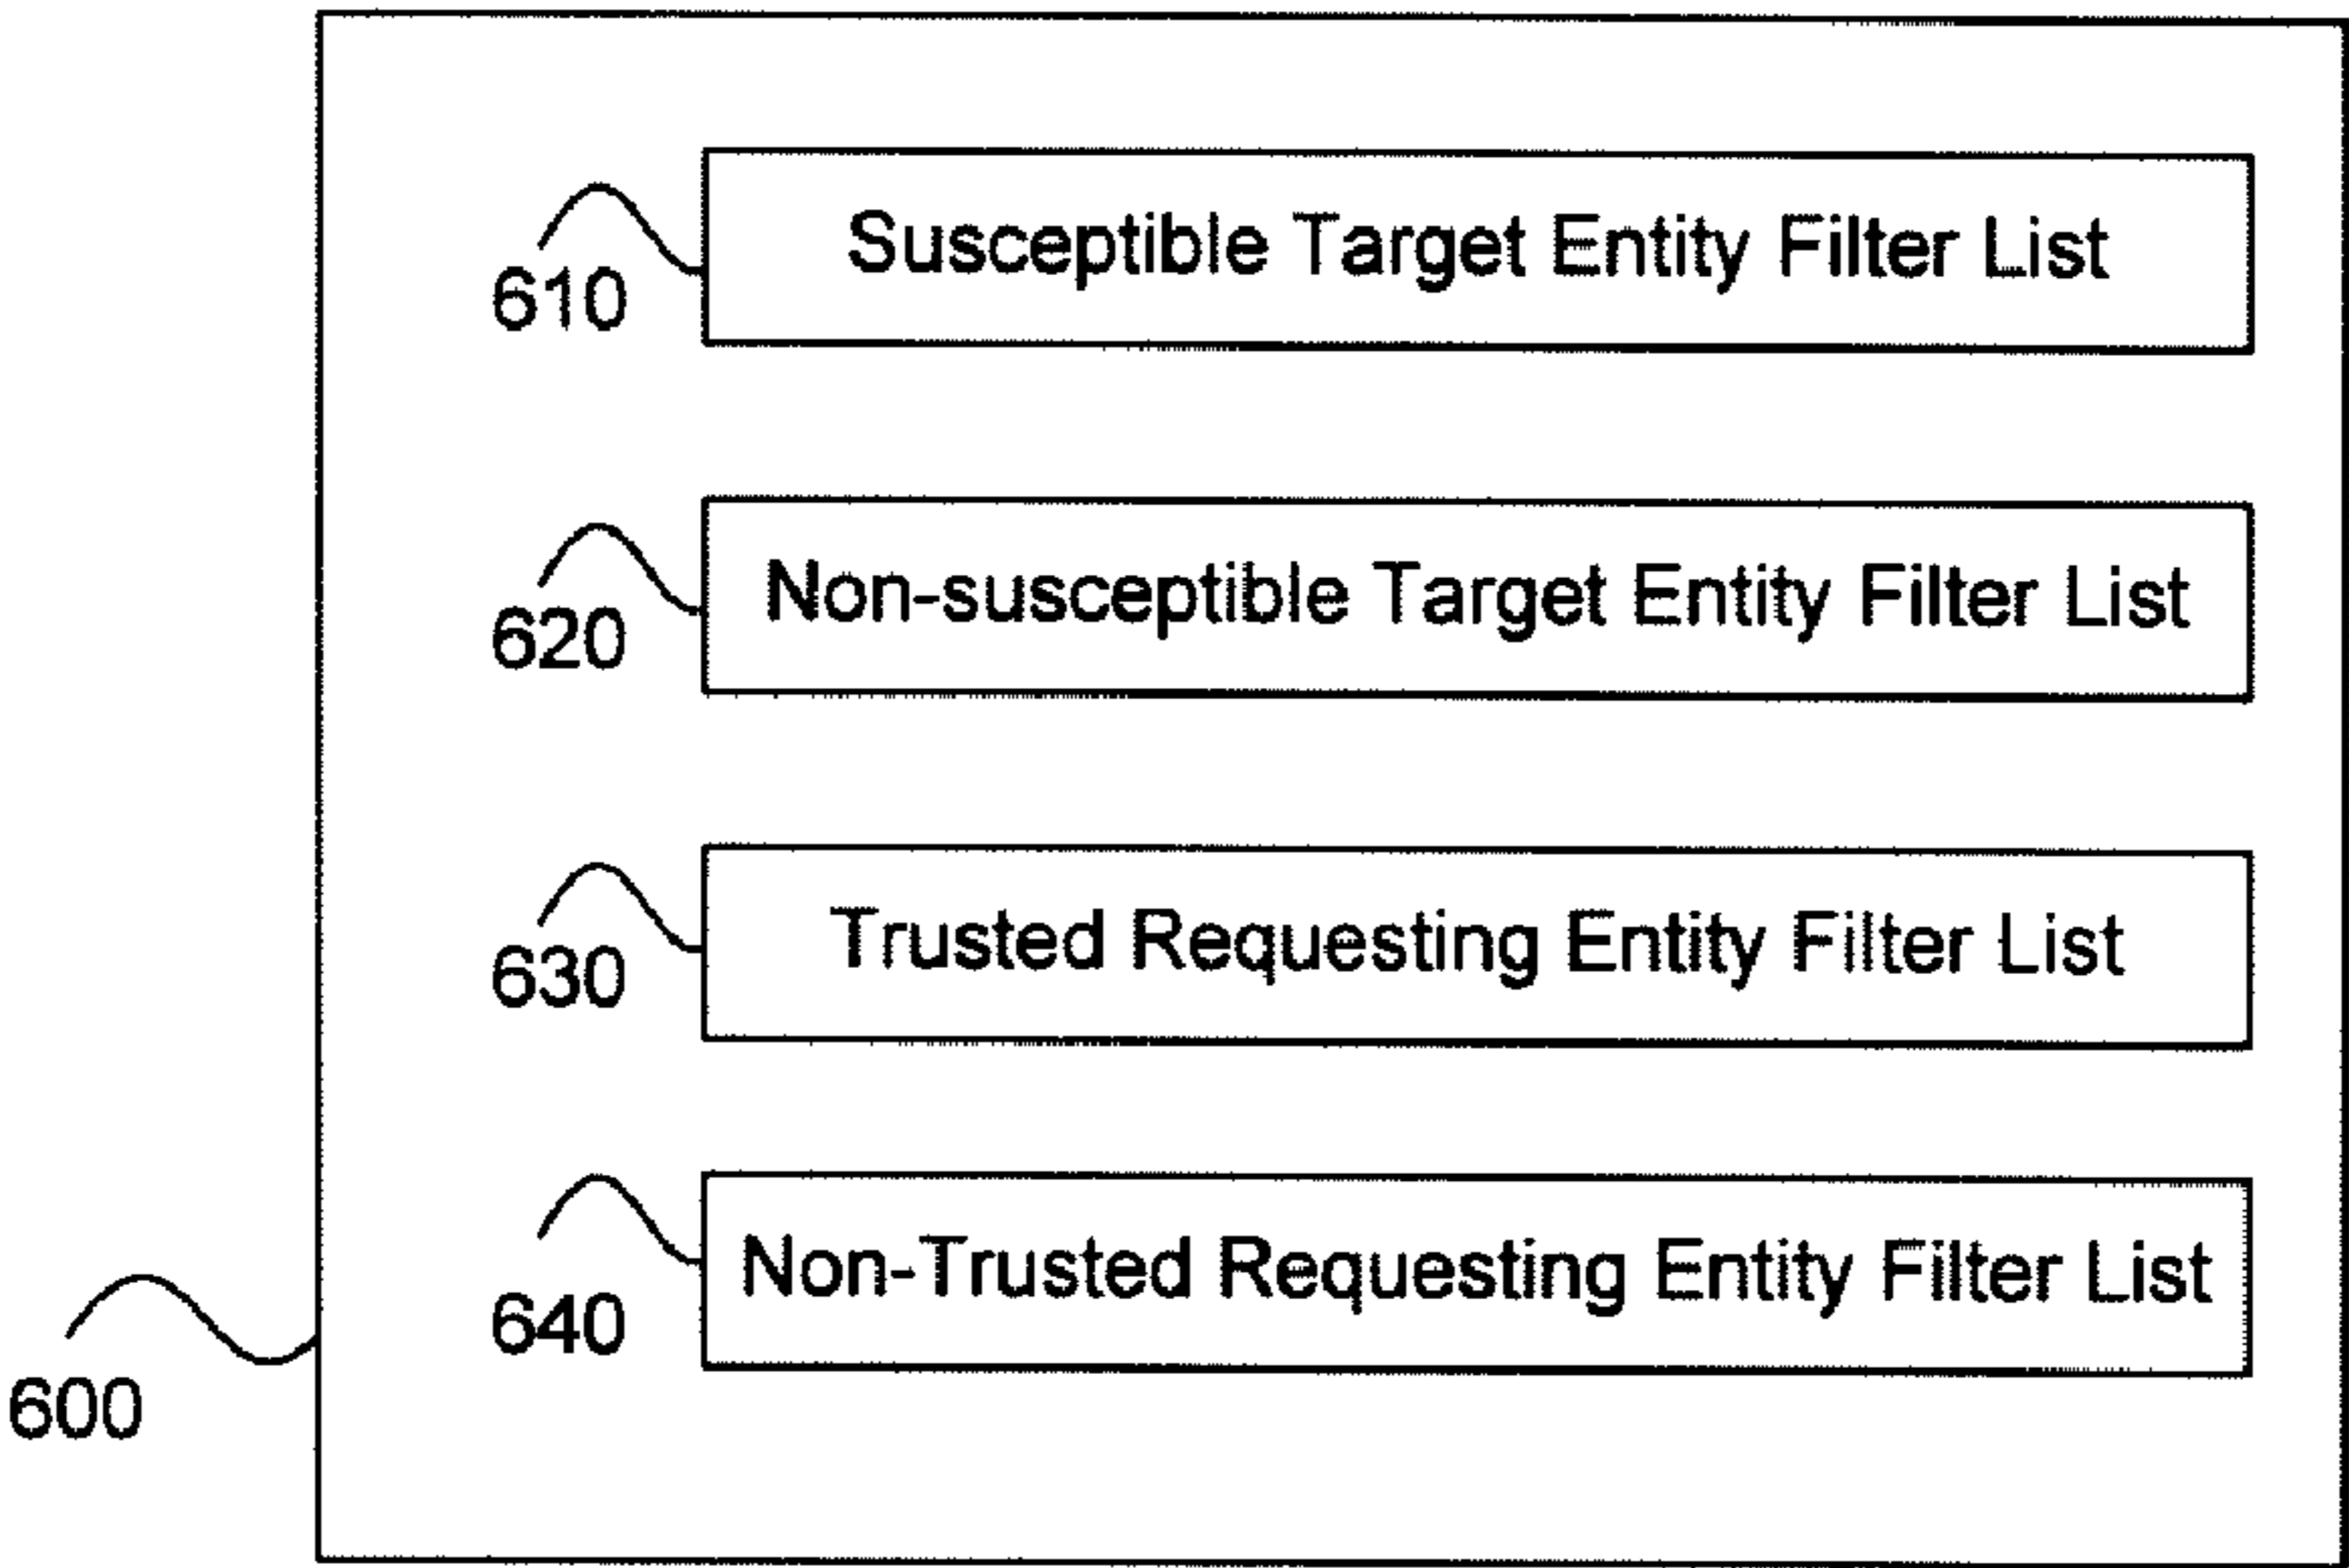 Susceptible Target Entity Filter List
610
Non-susceptible Target Entity Filter List
620
Trusted Requesting Entity Filter List
630
Non-Trusted Requesting Entity Filter List
640
600